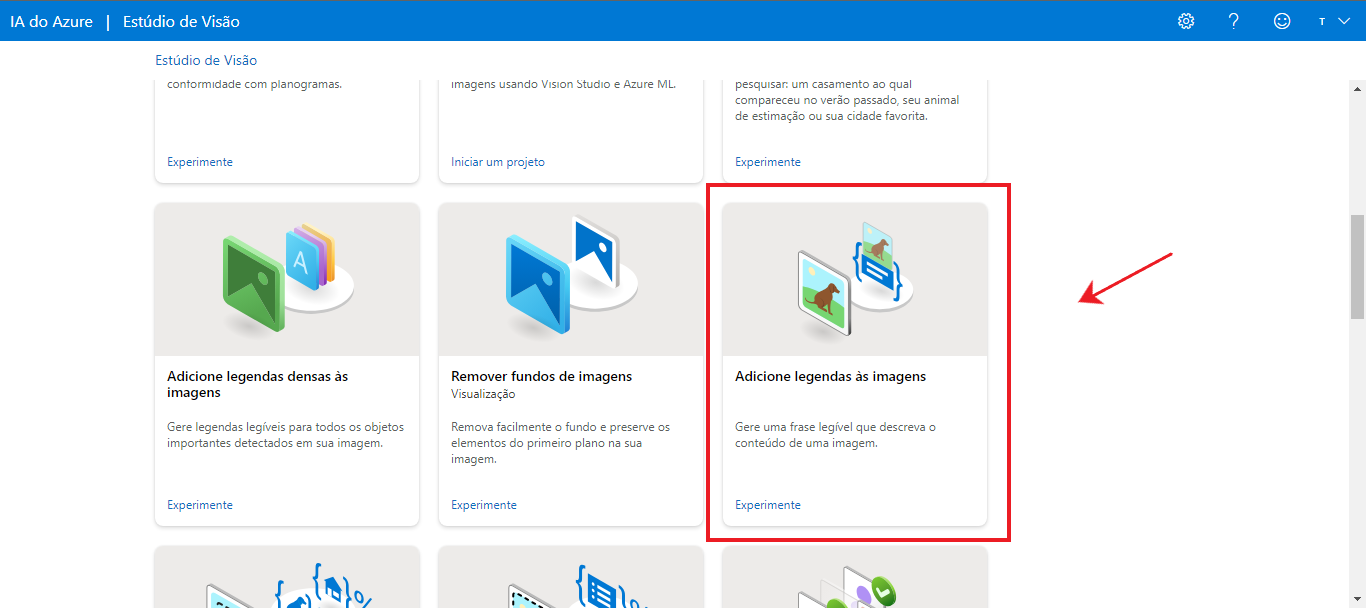 IA do Azure | Estúdio de Visão
T
Estúdio de Visão
conformidade com planogramas.
Experimente
imagens usando Vision Studio e Azure ML.
Iniciar um projeto
pesquisar: um casamento ao qual
compareceu no verão passado, seu animal
de estimação ou sua cidade favorita.
Experimente
A
Adicione legendas densas às
imagens
Gere legendas legíveis para todos os objetos
importantes detectados em sua imagem.
Experimente
Remover fundos de imagens
Visualização
Remova facilmente o fundo e preserve os
elementos do primeiro plano na sua
imagem.
Experimente
Adicione legendas às imagens
Gere uma frase legível que descreva o
conteúdo de uma imagem.
Experimente